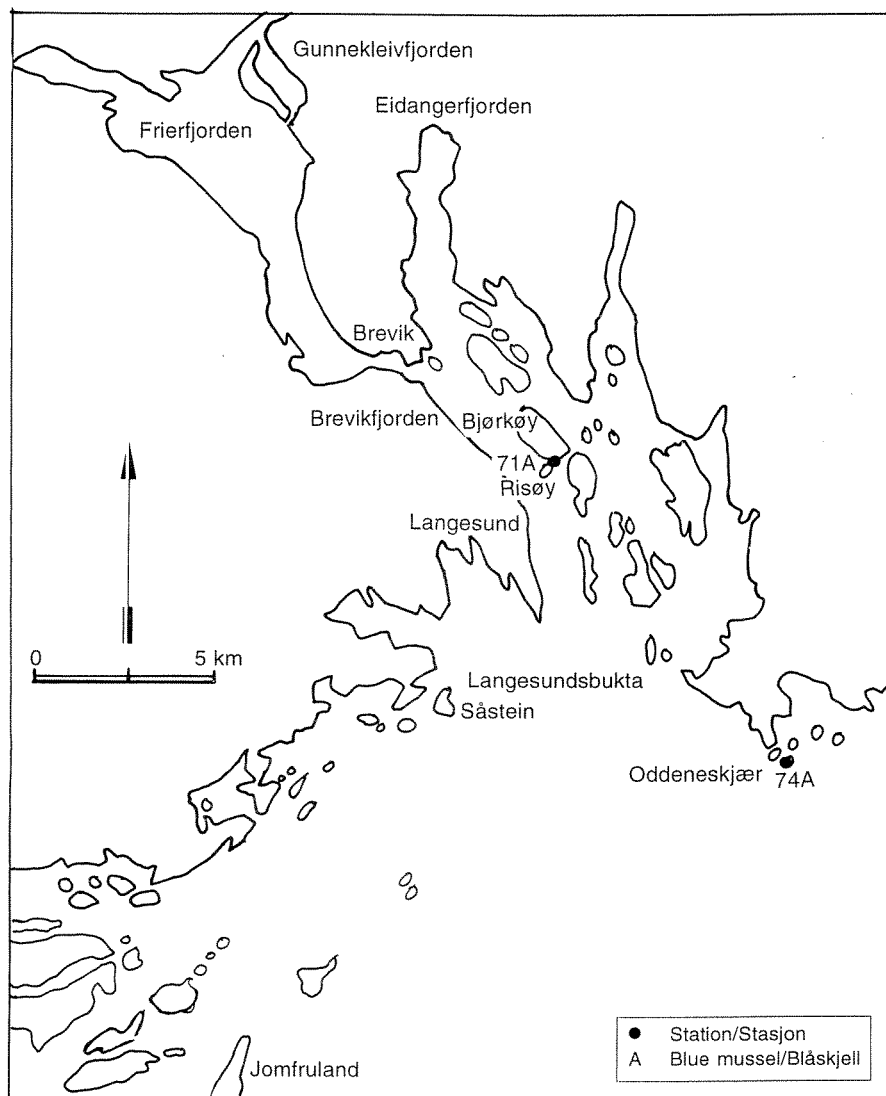 Gunnekleivfjorden
Eidangerfjorden
Frierfjorden
Brevik
Brevikfjorden
Bjørkøy
71A
Risøy
Langesund
0 5 km
Langesundsbukta
Såstein
Oddeneskjær 74A
Jomfruland
● Station/Stasjon
A Blue mussel/Blåskjell